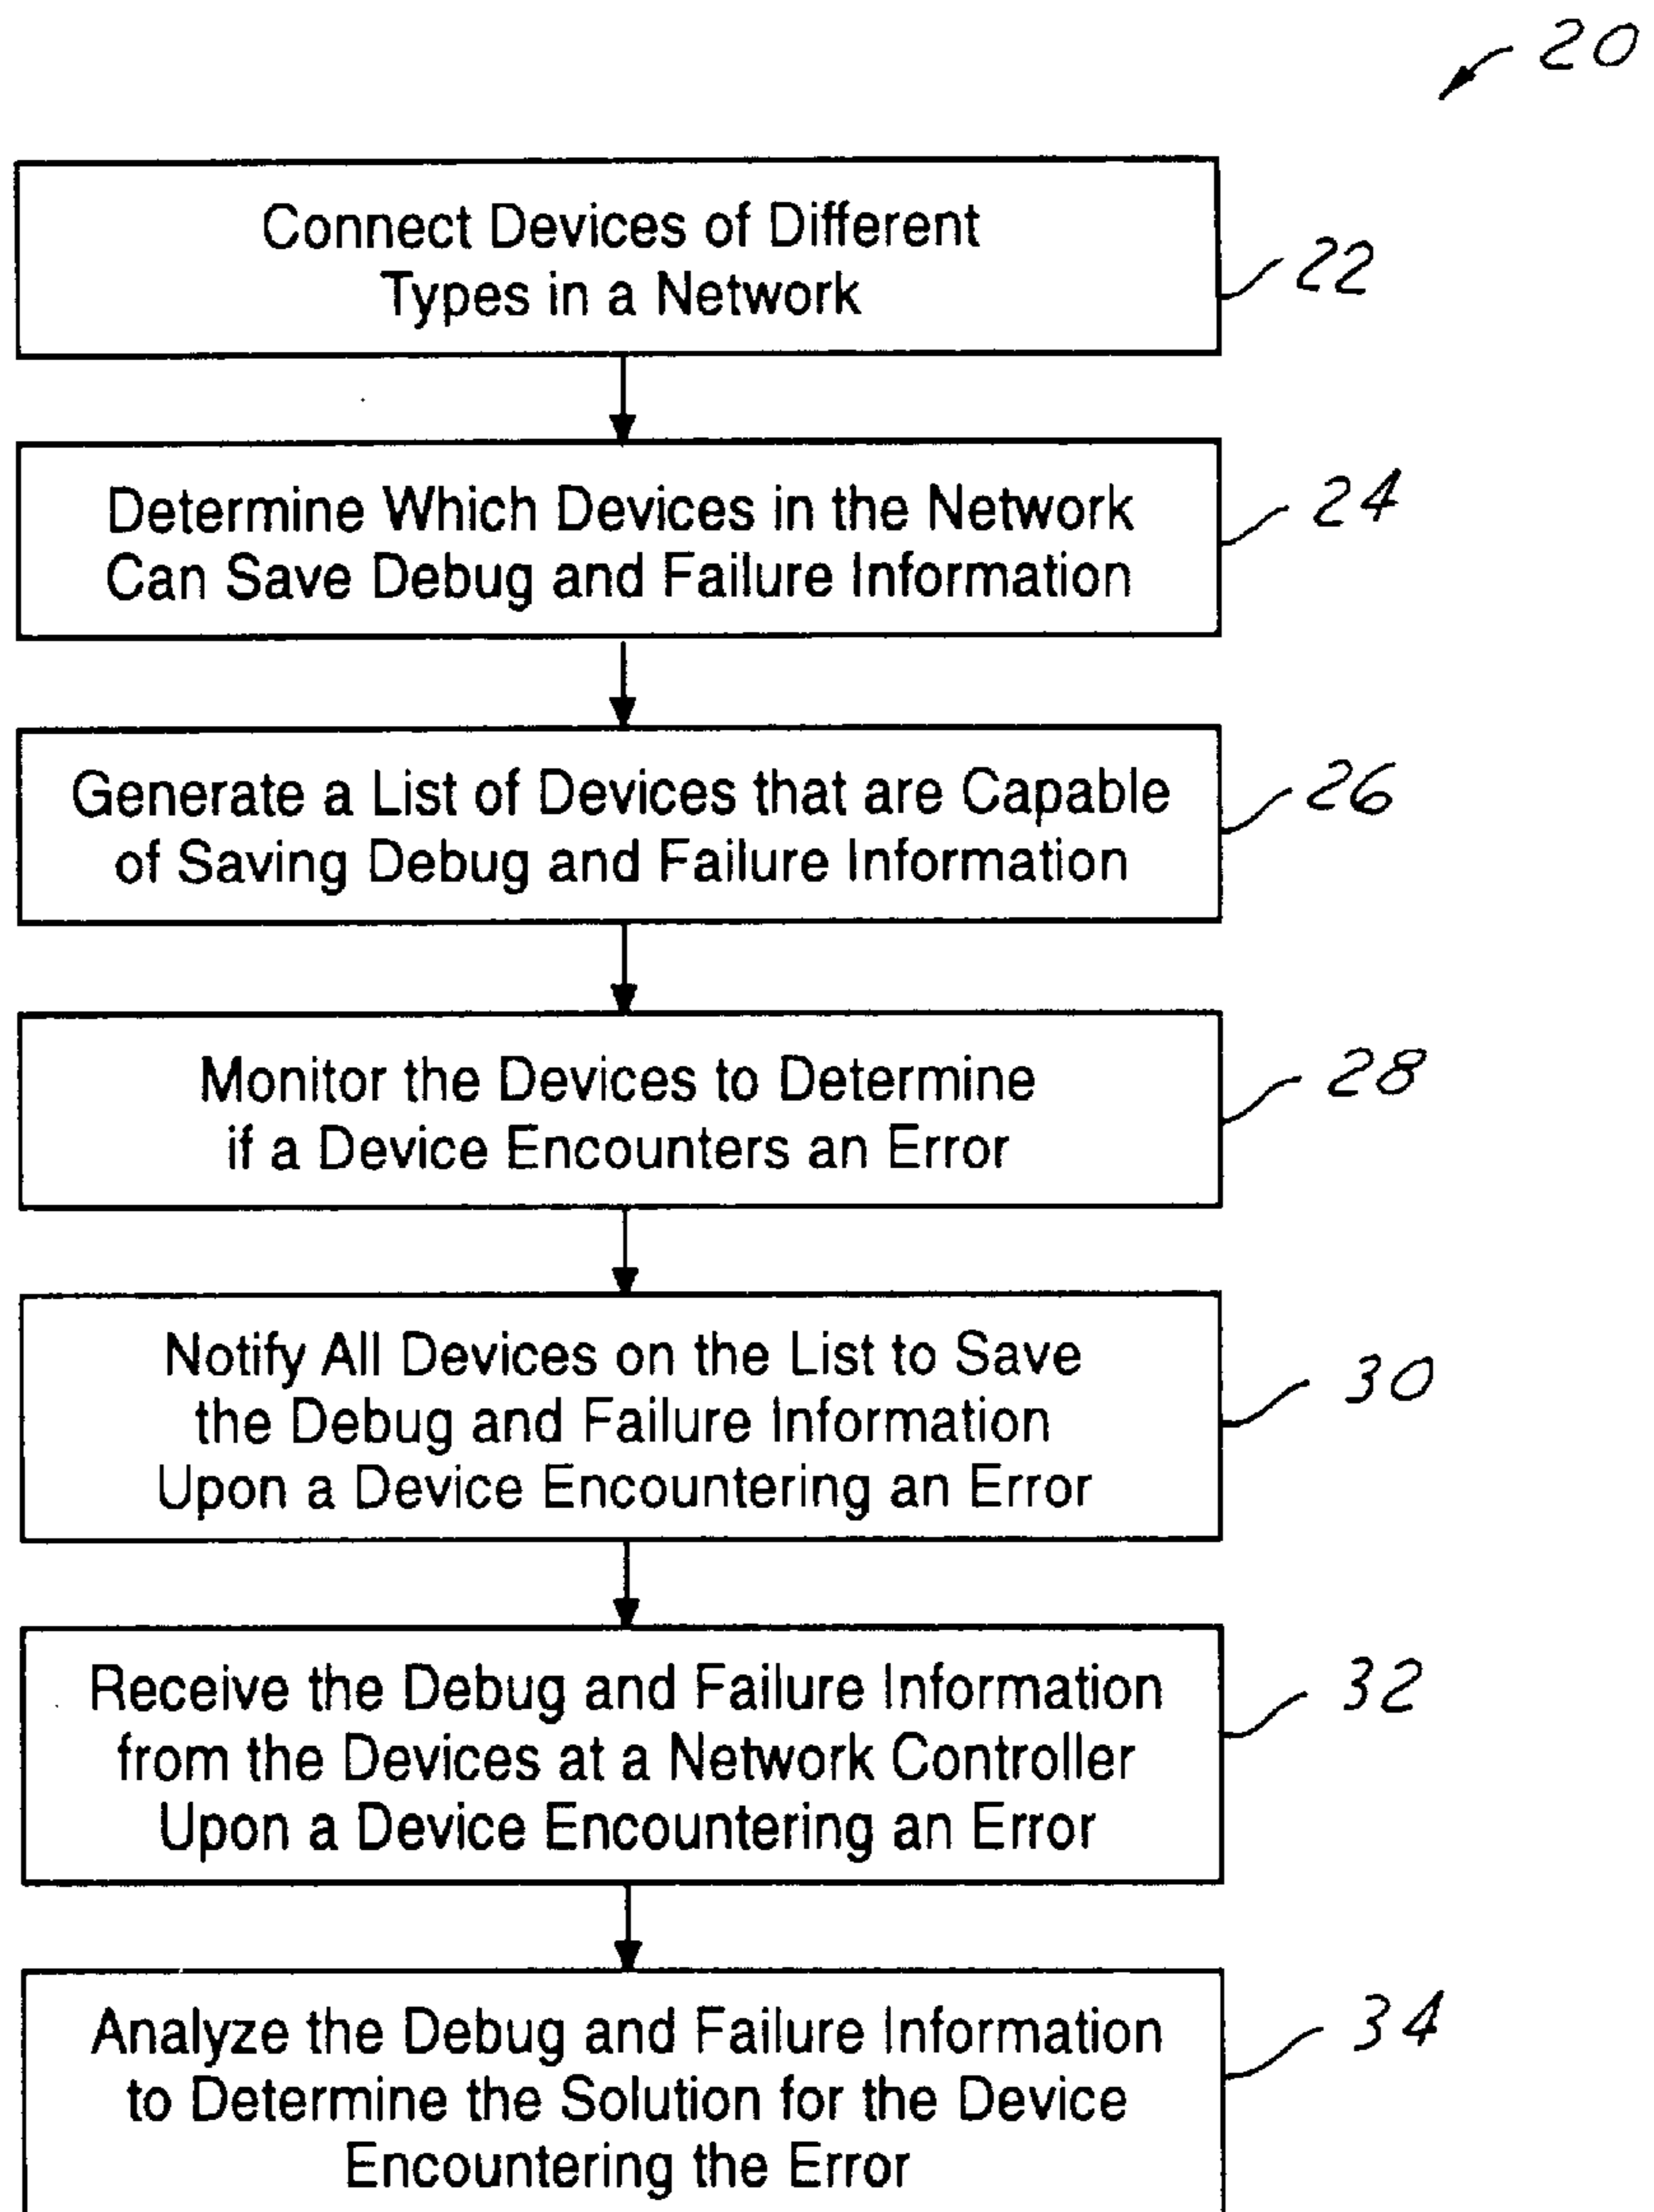 20
Connect Devices of Different
Types in a Network
22
Determine Which Devices in the Network
Can Save Debug and Failure Information
24
Generate a List of Devices that are Capable
of Saving Debug and Failure Information
26
Monitor the Devices to Determine
if a Device Encounters an Error
28
Notify All Devices on the List to Save
the Debug and Failure Information
Upon a Device Encountering an Error
30
Receive the Debug and Failure Information
from the Devices at a Network Controller
Upon a Device Encountering an Error
32
Analyze the Debug and Failure Information
to Determine the Solution for the Device
Encountering the Error
34